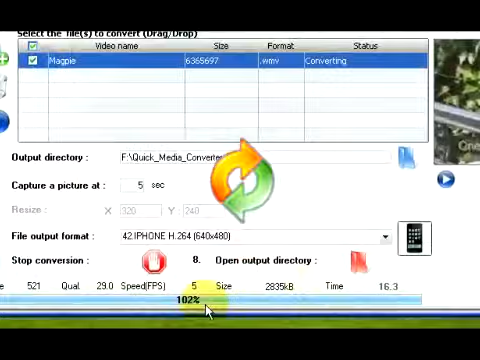 Select the file(s) to convert (Drag/Drop)
Video name Size Format Status
Magpie 6365697 .wmv Converting
Output directory : F:\Quick_Media_Converter
Capture a picture at : 5 sec
Resize : X 320 Y : 240
File output format : 42.IPHONE H.264 (640x480)
Stop conversion : 8. Open output directory :
521 Qual 29.0 Speed(FPS) 5 Size 2835kB Time 16.3
102%